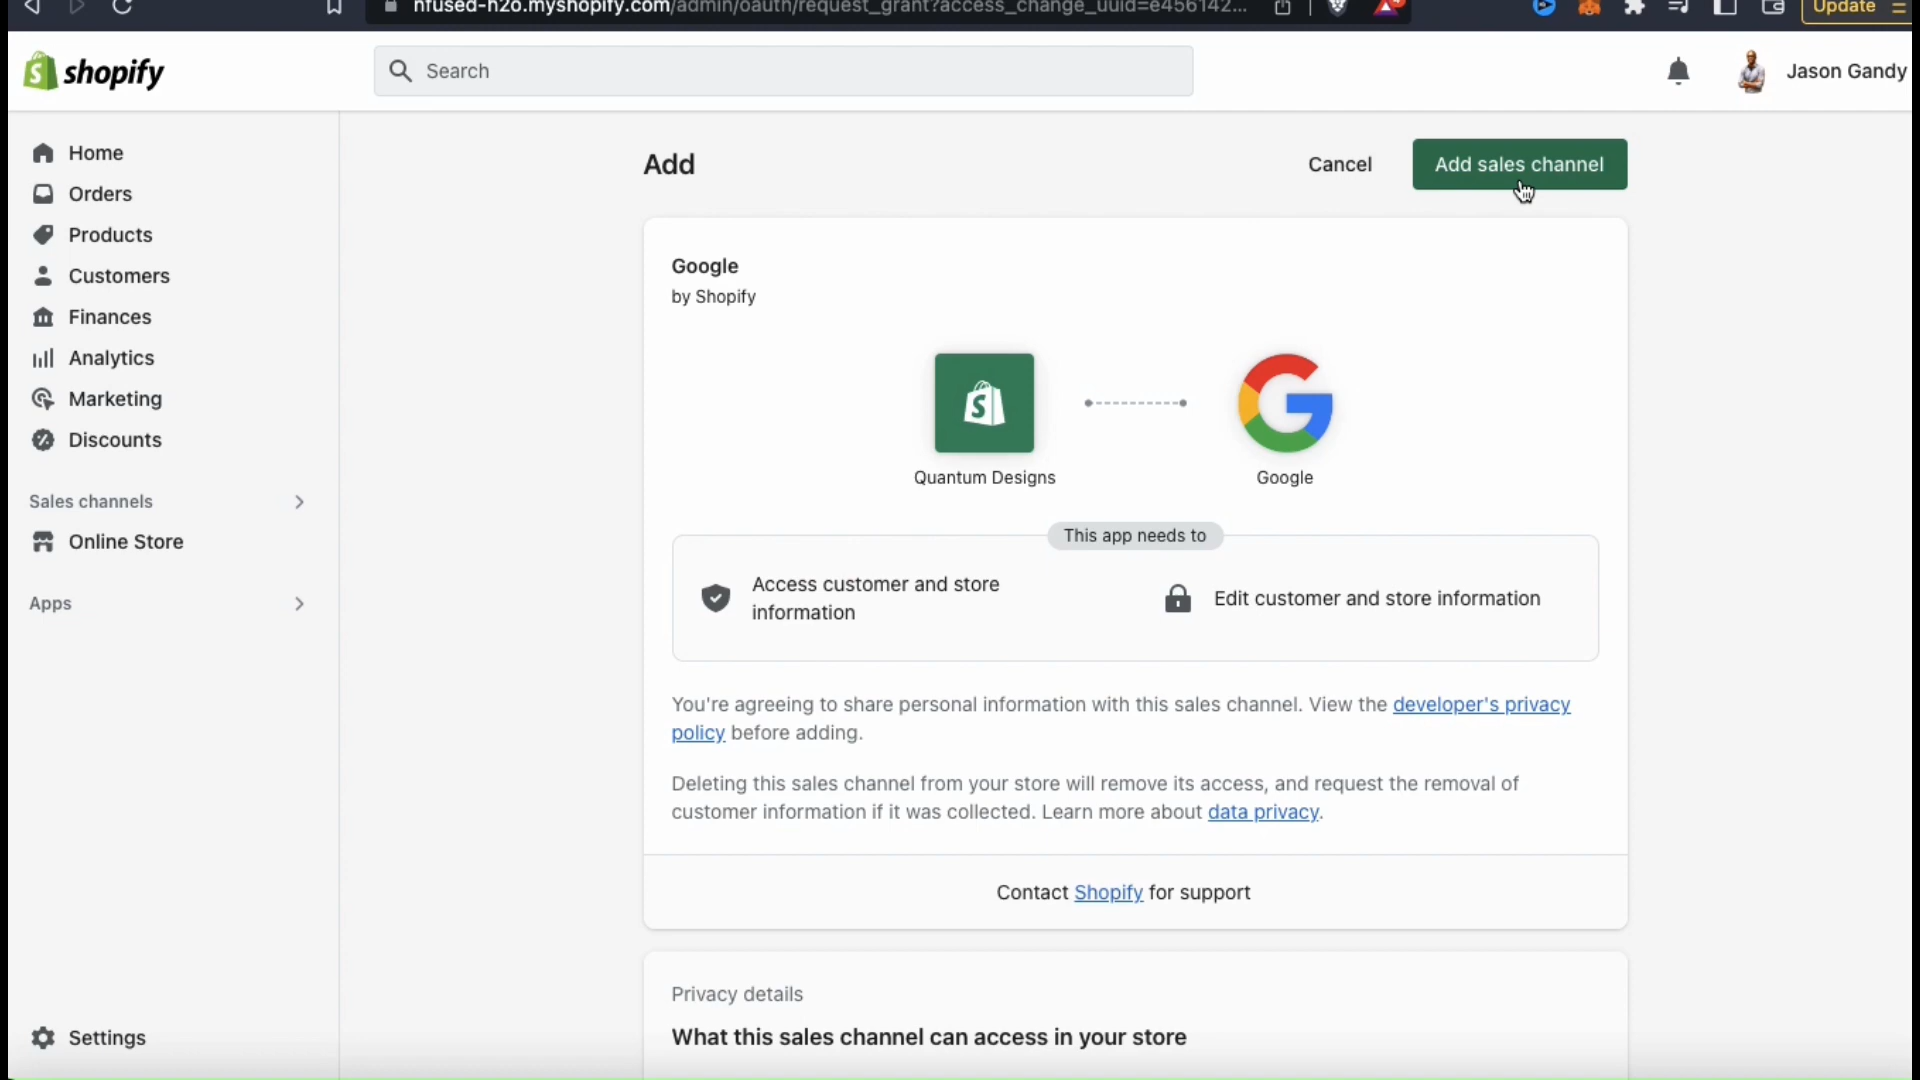 nfused-h2o.myshopify.com/admin/oauth/request_grant?access_change_uuid=e456142...
Update
shopify
Search
Jason Gandy
Home
Orders
Products
Customers
Finances
Analytics
Marketing
Discounts
Sales channels
Online Store
Apps
Settings
Add
Cancel
Add sales channel
Google
by Shopify
Quantum Designs
Google
This app needs to
Access customer and store
information
Edit customer and store information
You're agreeing to share personal information with this sales channel. View the developer's privacy
policy before adding.
Deleting this sales channel from your store will remove its access, and request the removal of
customer information if it was collected. Learn more about data privacy.
Contact Shopify for support
Privacy details
What this sales channel can access in your store